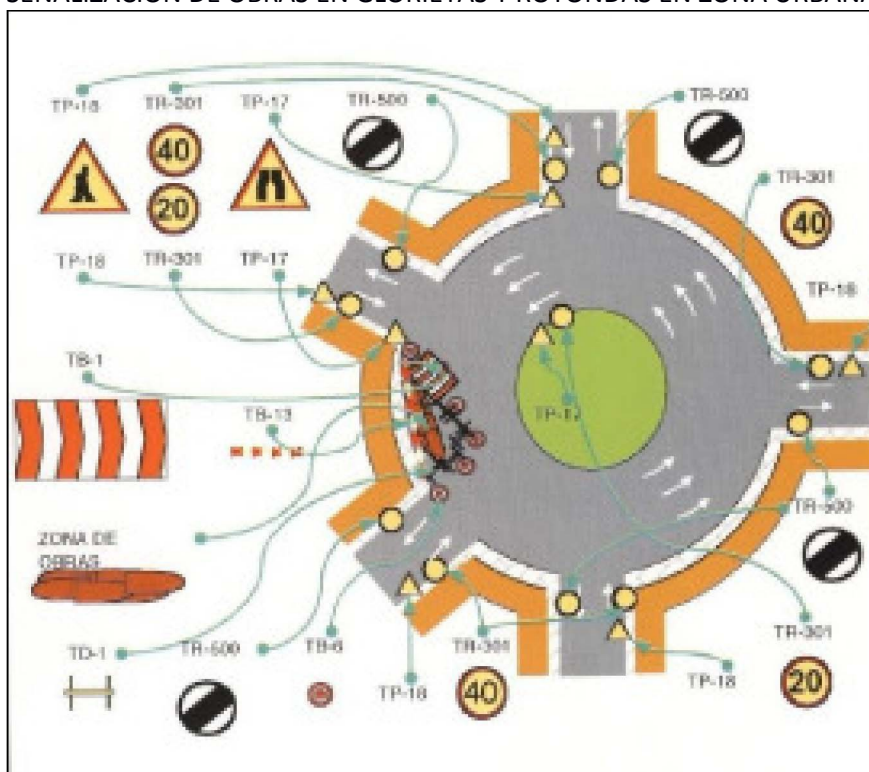 SEÑALIZACIÓN DE OBRAS EN GLORIETAS Y ROTONDAS EN ZONA URBANA
TP-18 TR-301 TP-17 TR-500 TR-500
40
20
TR-301
40
TP-18 TR-301 TP-17 TP-18
TB-1
TB-13 TP-17
TR-500
ZONA DE
OBRAS
TD-1 TR-500 TB-6 TR-301 TR-301
TP-18 40 TP-18 20